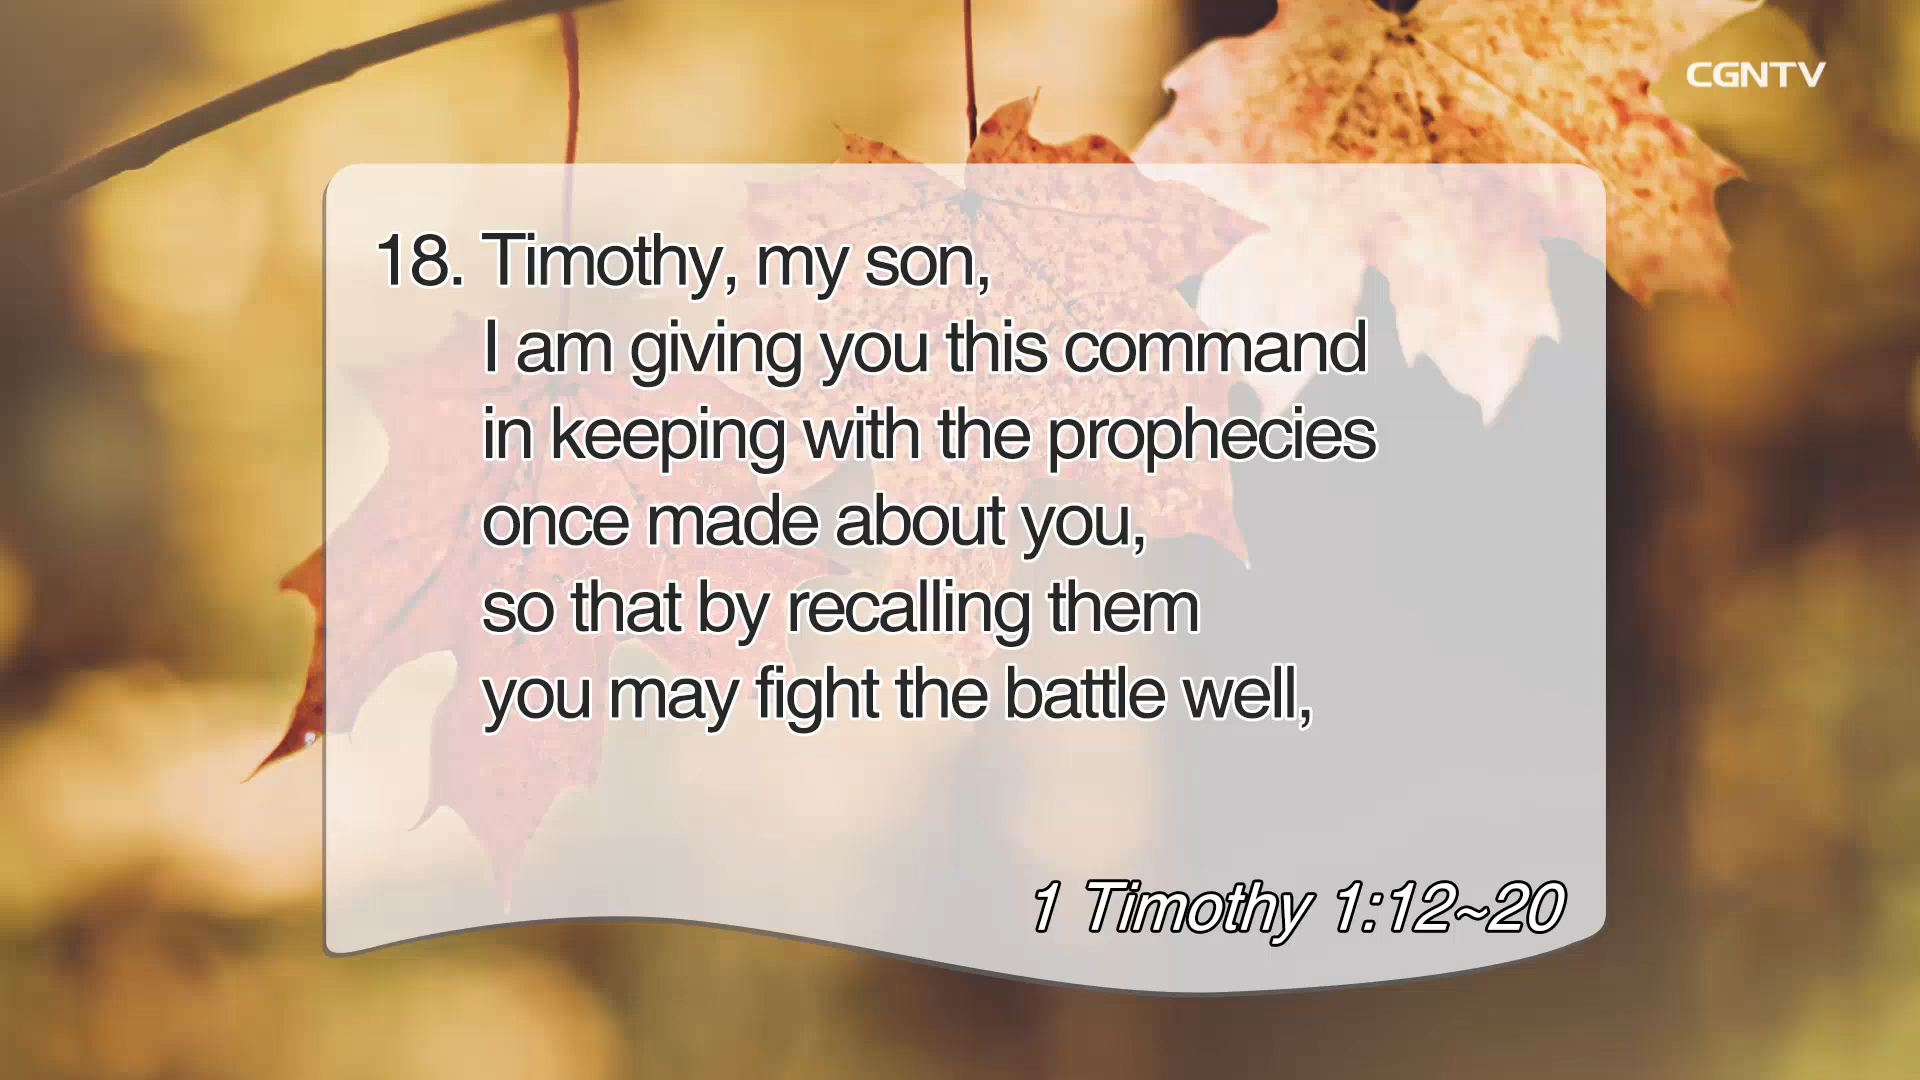 CGNTV
18. Timothy, my son,
I am giving you this command
in keeping with the prophecies
once made about you,
so that by recalling them
you may fight the battle well,
1 Timothy 1:12~20